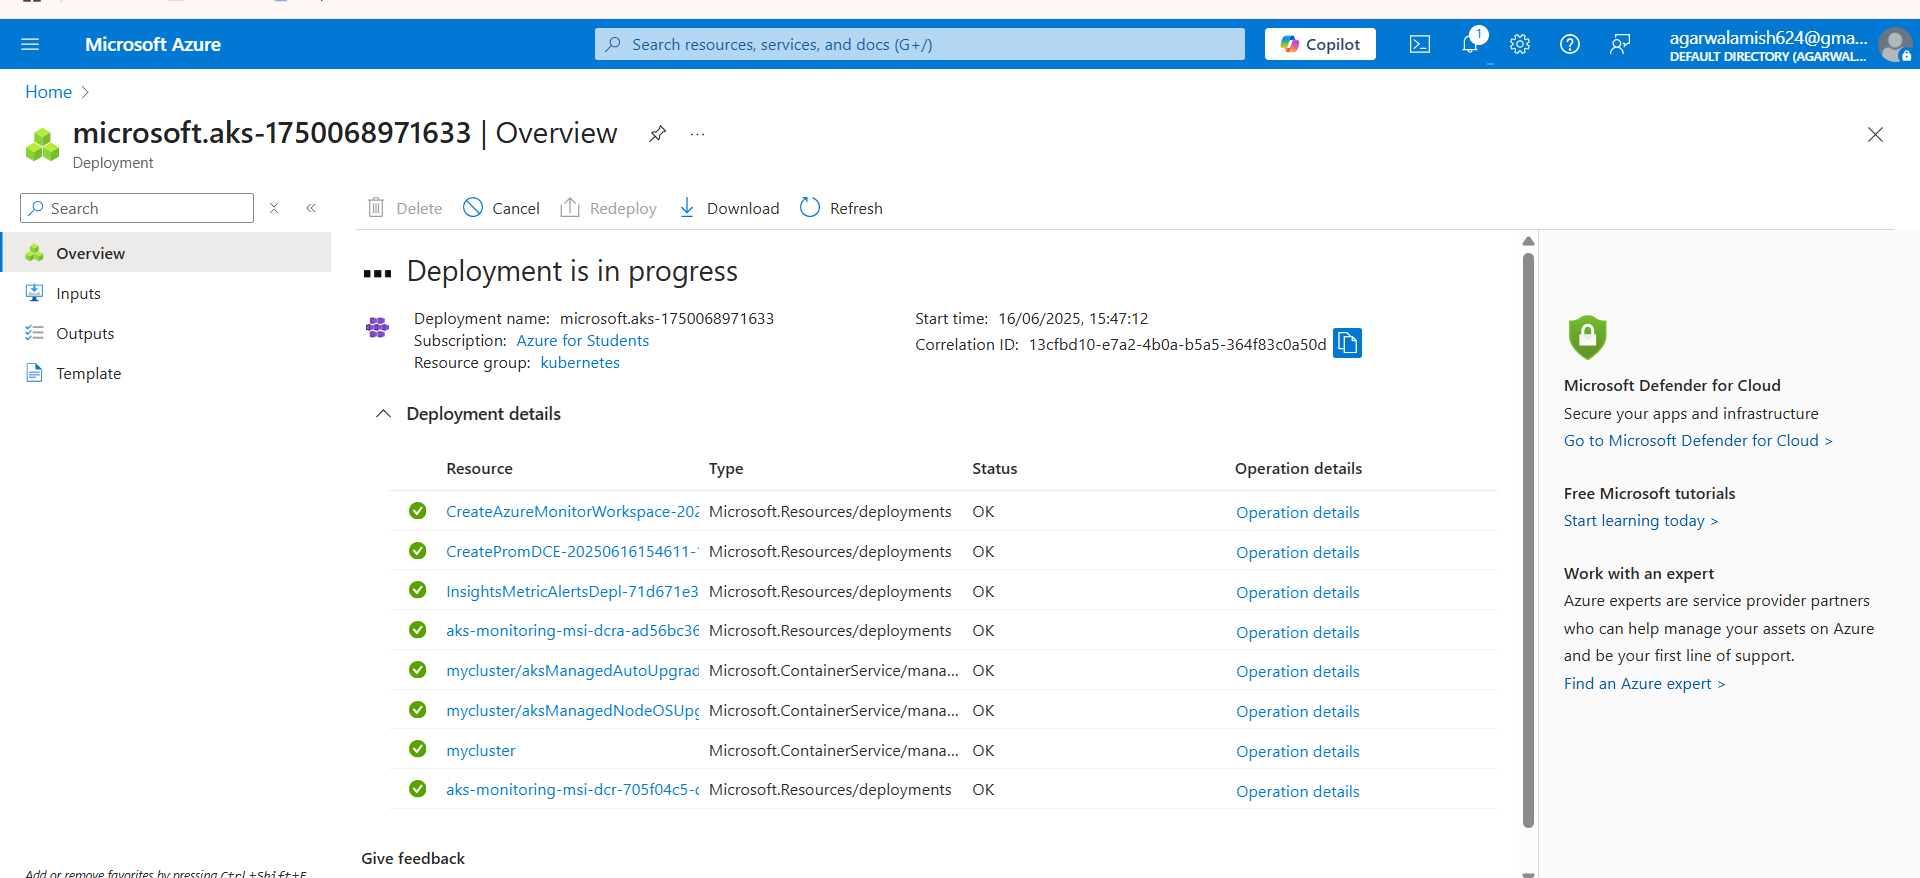 Microsoft Azure
Search resources, services, and docs (G+/)
Copilot
1
agarwalamish624@gma...
DEFAULT DIRECTORY (AGARWAL...
Home
microsoft.aks-1750068971633 | Overview
Deployment
Search
Delete
Cancel
Redeploy
Download
Refresh
Overview
Inputs
Outputs
Template
Deployment is in progress
Deployment name: microsoft.aks-1750068971633
Subscription: Azure for Students
Resource group: kubernetes
Start time: 16/06/2025, 15:47:12
Correlation ID: 13cfbd10-e7a2-4b0a-b5a5-364f83c0a50d
Deployment details
Resource Type Status Operation details
CreateAzureMonitorWorkspace-202 Microsoft.Resources/deployments OK Operation details
CreatePromDCE-20250616154611- Microsoft.Resources/deployments OK Operation details
InsightsMetricAlertsDepl-71d671e3 Microsoft.Resources/deployments OK Operation details
aks-monitoring-msi-dcra-ad56bc36 Microsoft.Resources/deployments OK Operation details
mycluster/aksManagedAutoUpgrad Microsoft.ContainerService/mana... OK Operation details
mycluster/aksManagedNodeOSUpg Microsoft.ContainerService/mana... OK Operation details
mycluster Microsoft.ContainerService/mana... OK Operation details
aks-monitoring-msi-dcr-705f04c5- Microsoft.Resources/deployments OK Operation details
Give feedback
Add or remove favorites by pressing Ctrl+Shift+F
Microsoft Defender for Cloud
Secure your apps and infrastructure
Go to Microsoft Defender for Cloud >
Free Microsoft tutorials
Start learning today >
Work with an expert
Azure experts are service provider partners
who can help manage your assets on Azure
and be your first line of support.
Find an Azure expert >